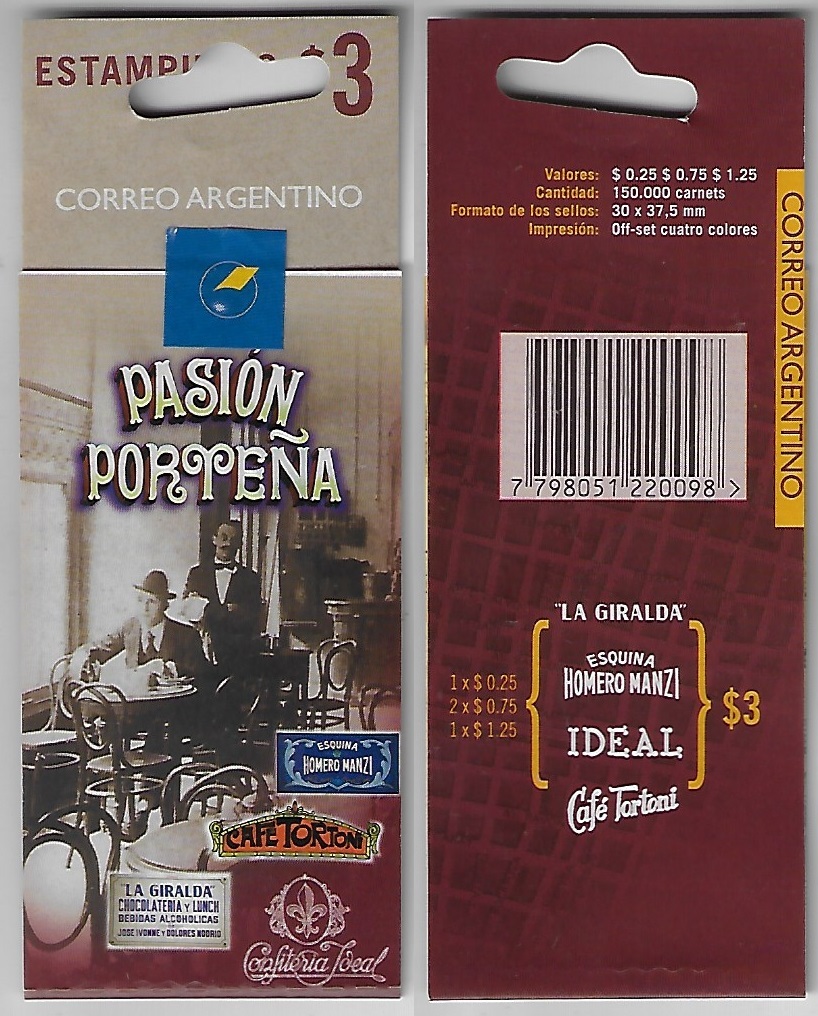 $3
CORREO ARGENTINO
PASIÓN
PORTEÑA
ESQUINA
HOMERO MANZI
CAFE TORTONI
"LA GIRALDA"
CHOCOLATERIA Y LUNCH
BEBIDAS ALCOHOLICAS
JOSE IVONNE Y DOLORES NODRID
Confitería Ideal
Valores: $ 0.25 $ 0.75 $ 1.25
Cantidad: 150.000 carnets
Formato de los sellos: 30 x 37,5 mm
Impresión: Off-set cuatro colores
CORREO ARGENTINO
7 798051 220098 >
"LA GIRALDA"
ESQUINA
HOMERO MANZI
IDEAL
Café Tortoni
1 x $ 0.25
2 x $ 0.75
1 x $ 1.25
$3